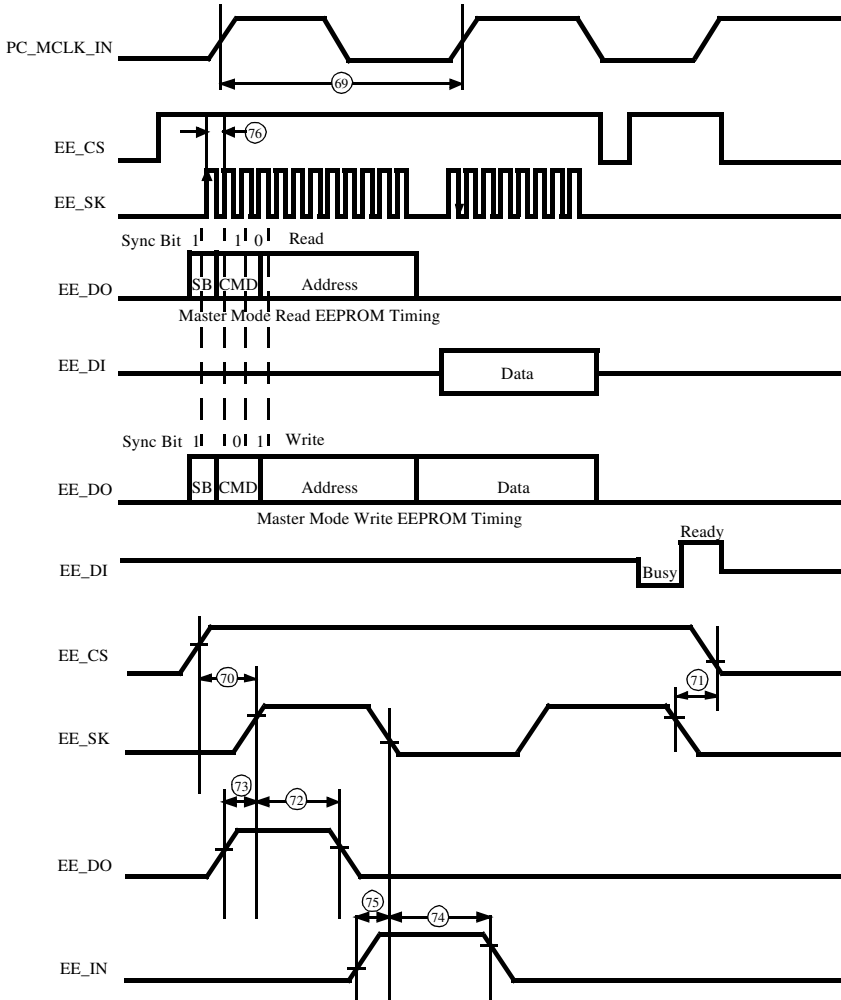 PC_MCLK_IN
69
EE_CS
76
EE_SK
Sync Bit 1 1 0 Read
EE_DO SB CMD Address
Master Mode Read EEPROM Timing
EE_DI Data
Sync Bit 1 0 1 Write
EE_DO SB CMD Address Data
Master Mode Write EEPROM Timing
Ready
EE_DI Busy
EE_CS
70 71
EE_SK
73 72
EE_DO
75 74
EE_IN